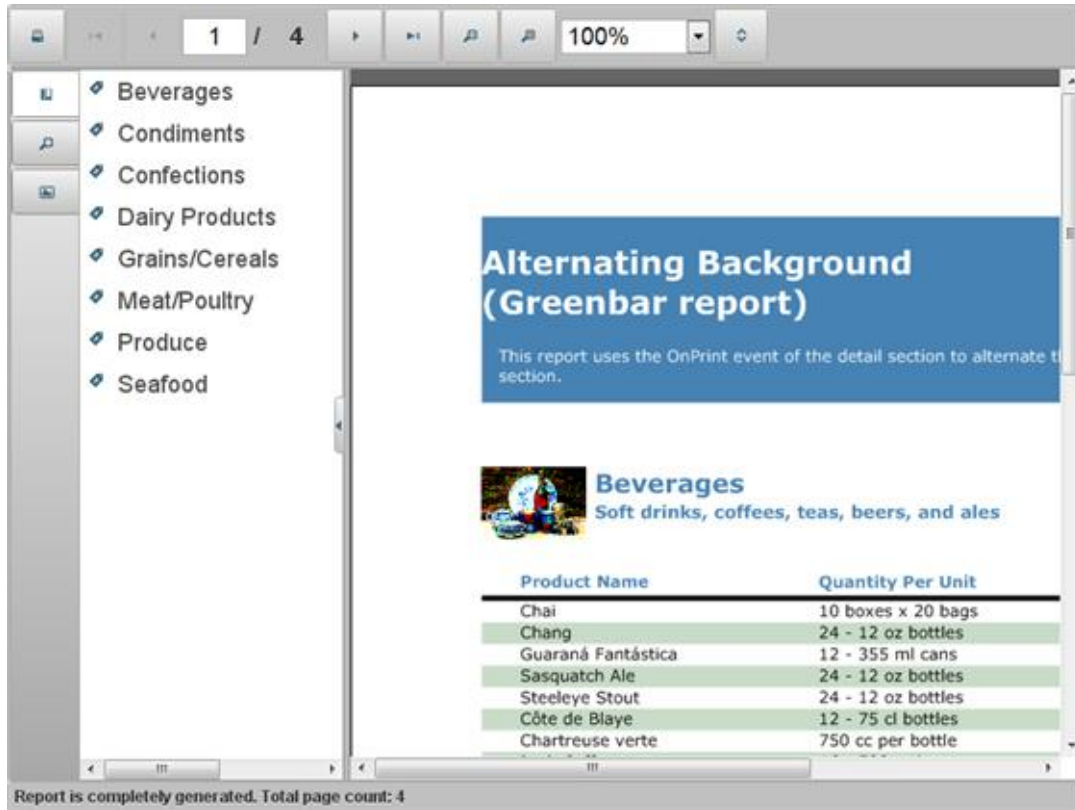 1 / 4 100%
Beverages
Condiments
Confections
Dairy Products
Grains/Cereals
Meat/Poultry
Produce
Seafood
Alternating Background
(Greenbar report)
This report uses the OnPrint event of the detail section to alternate
section.
Beverages
Soft drinks, coffees, teas, beers, and ales
Product Name Quantity Per Unit
Chai 10 boxes x 20 bags
Chang 24 - 12 oz bottles
Guaraná Fantástica 12 - 355 ml cans
Sasquatch Ale 24 - 12 oz bottles
Steeleye Stout 24 - 12 oz bottles
Côte de Blaye 12 - 75 cl bottles
Chartreuse verte 750 cc per bottle
Report is completely generated. Total page count: 4